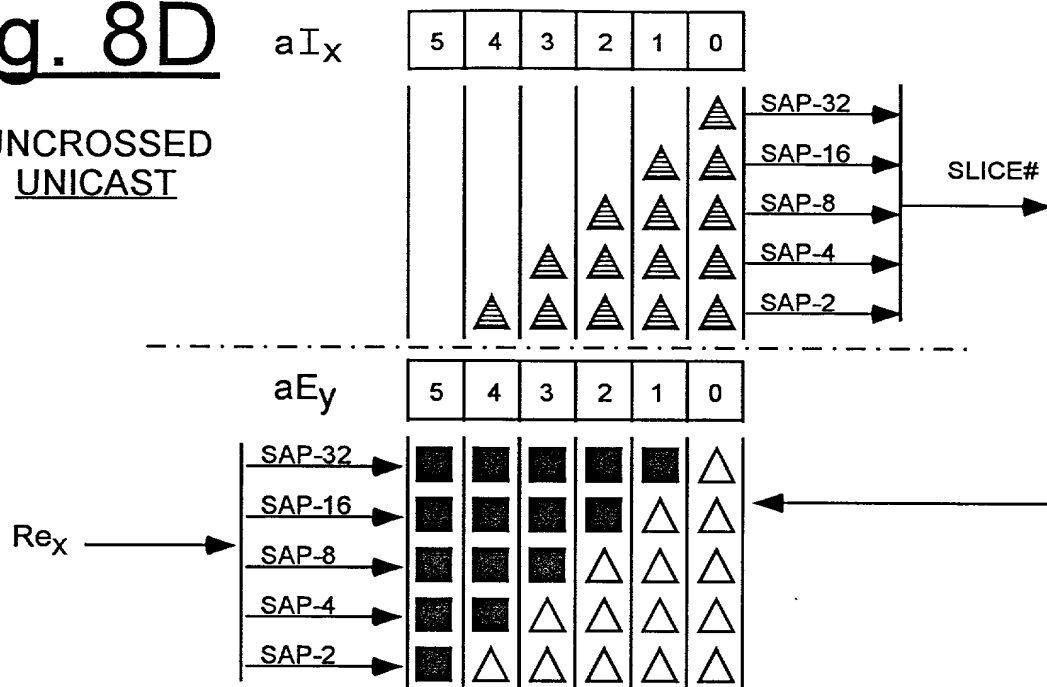 g. 8D
UNCROSSED
UNICAST
aIx
5 4 3 2 1 0
SAP-32
SAP-16
SAP-8
SAP-4
SAP-2
SLICE#
aEy
5 4 3 2 1 0
Rex
SAP-32
SAP-16
SAP-8
SAP-4
SAP-2